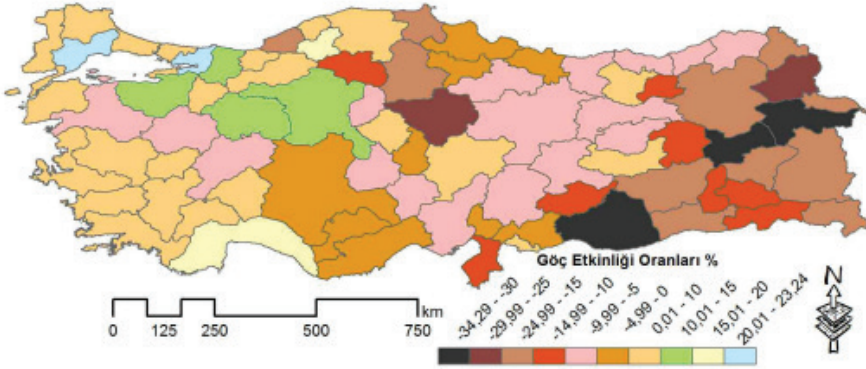 Göç Etkinliği Oranları %
N
km
0 125 250 500 750
-34,29 - -30
-29,99 - -25
-24,99 - -15
-14,99 - -10
-9,99 - -5
-4,99 - 0
0,01 - 10
10,01 - 15
15,01 - 20
20,01 - 23,24